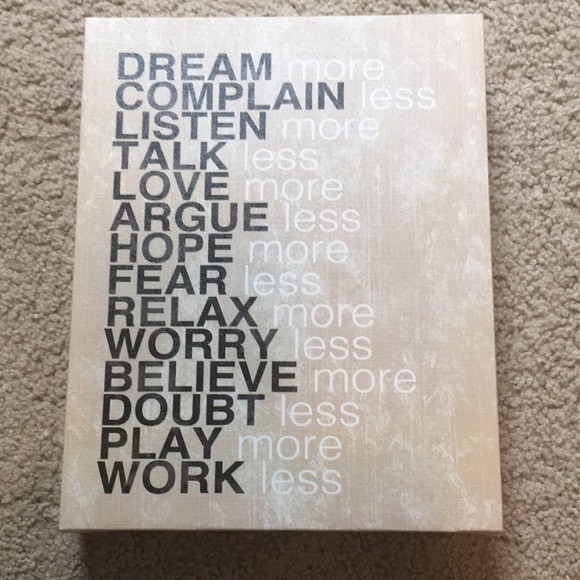 DREAM more
COMPLAIN less
LISTEN more
TALK less
LOVE more
ARGUE less
HOPE more
FEAR less
RELAX more
WORRY less
BELIEVE more
DOUBT less
PLAY more
WORK less